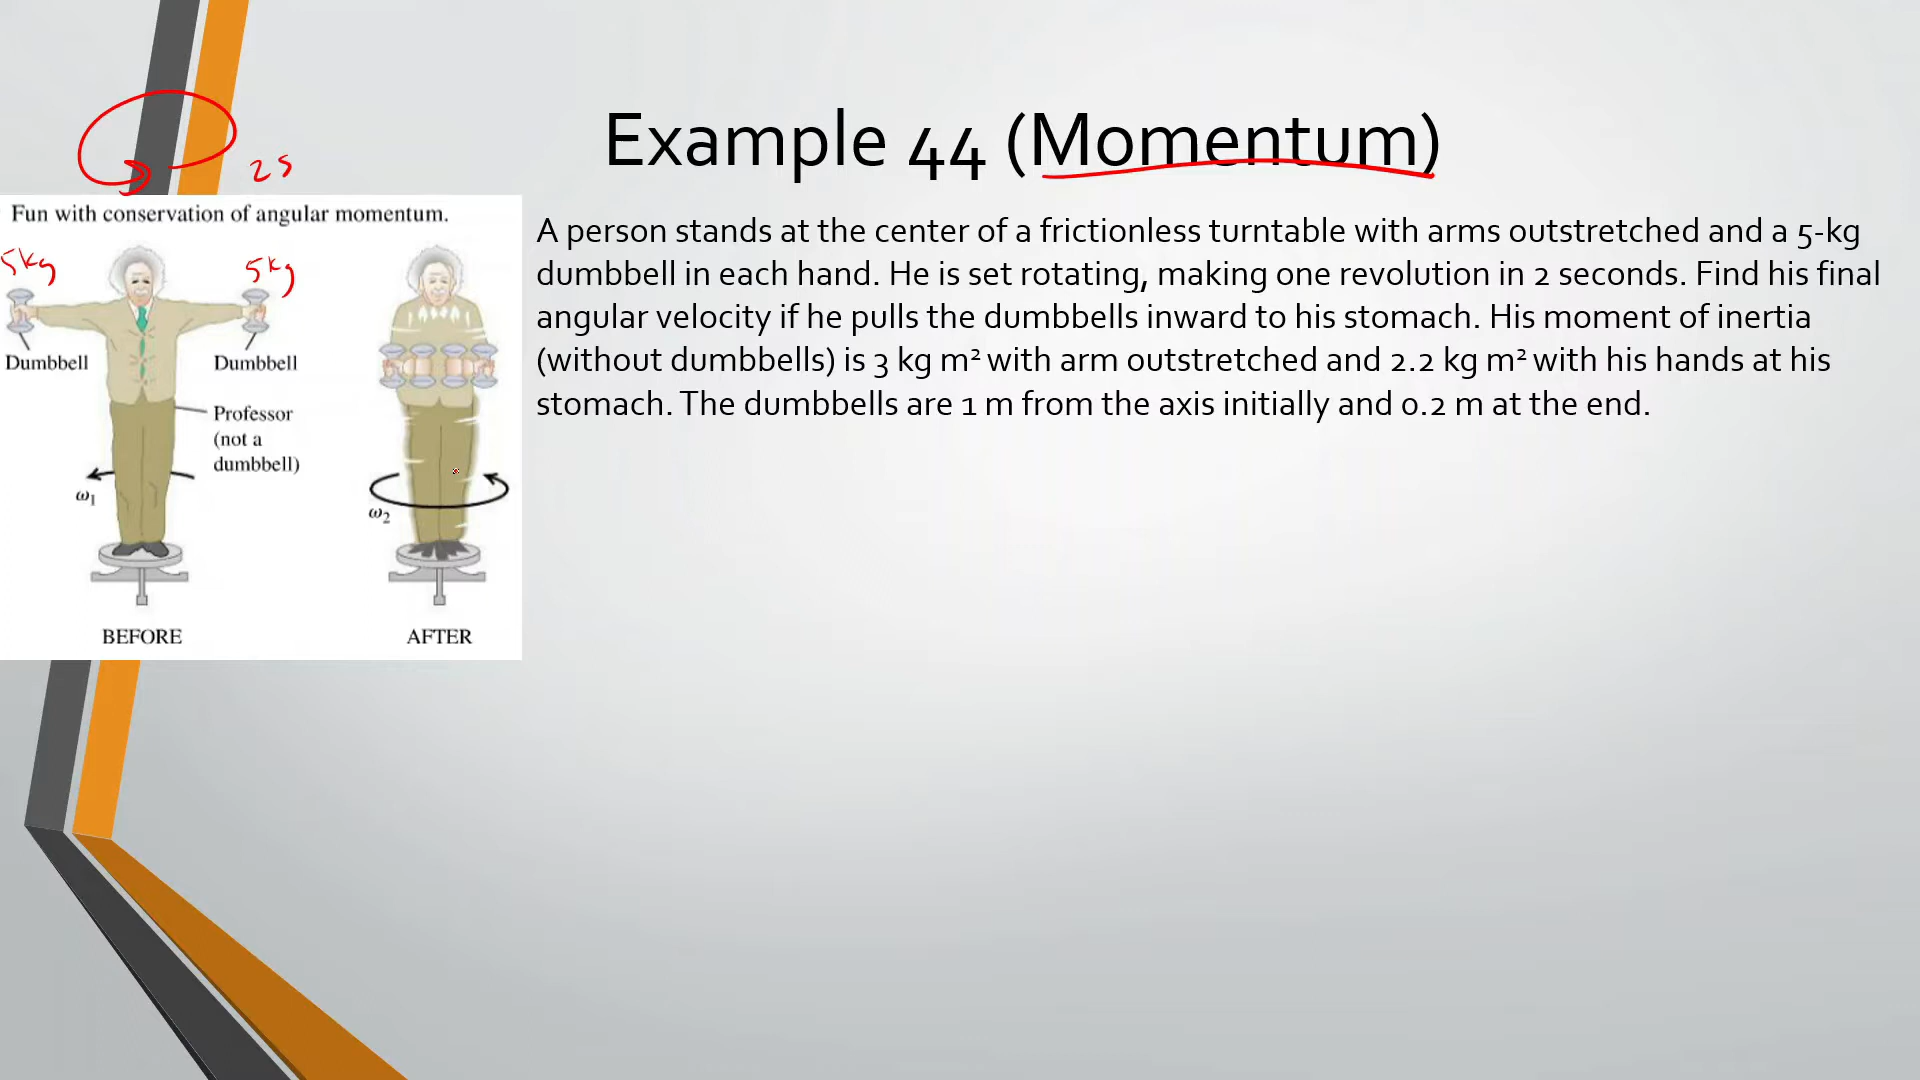 Example 44 (Momentum)
2s
Fun with conservation of angular momentum.
5kg
5kg
Dumbbell
Dumbbell
Professor
(not a
dumbbell)
ω₁
ω₂
BEFORE
AFTER
A person stands at the center of a frictionless turntable with arms outstretched and a 5-kg
dumbbell in each hand. He is set rotating, making one revolution in 2 seconds. Find his final
angular velocity if he pulls the dumbbells inward to his stomach. His moment of inertia
(without dumbbells) is 3 kg m² with arm outstretched and 2.2 kg m² with his hands at his
stomach. The dumbbells are 1 m from the axis initially and 0.2 m at the end.